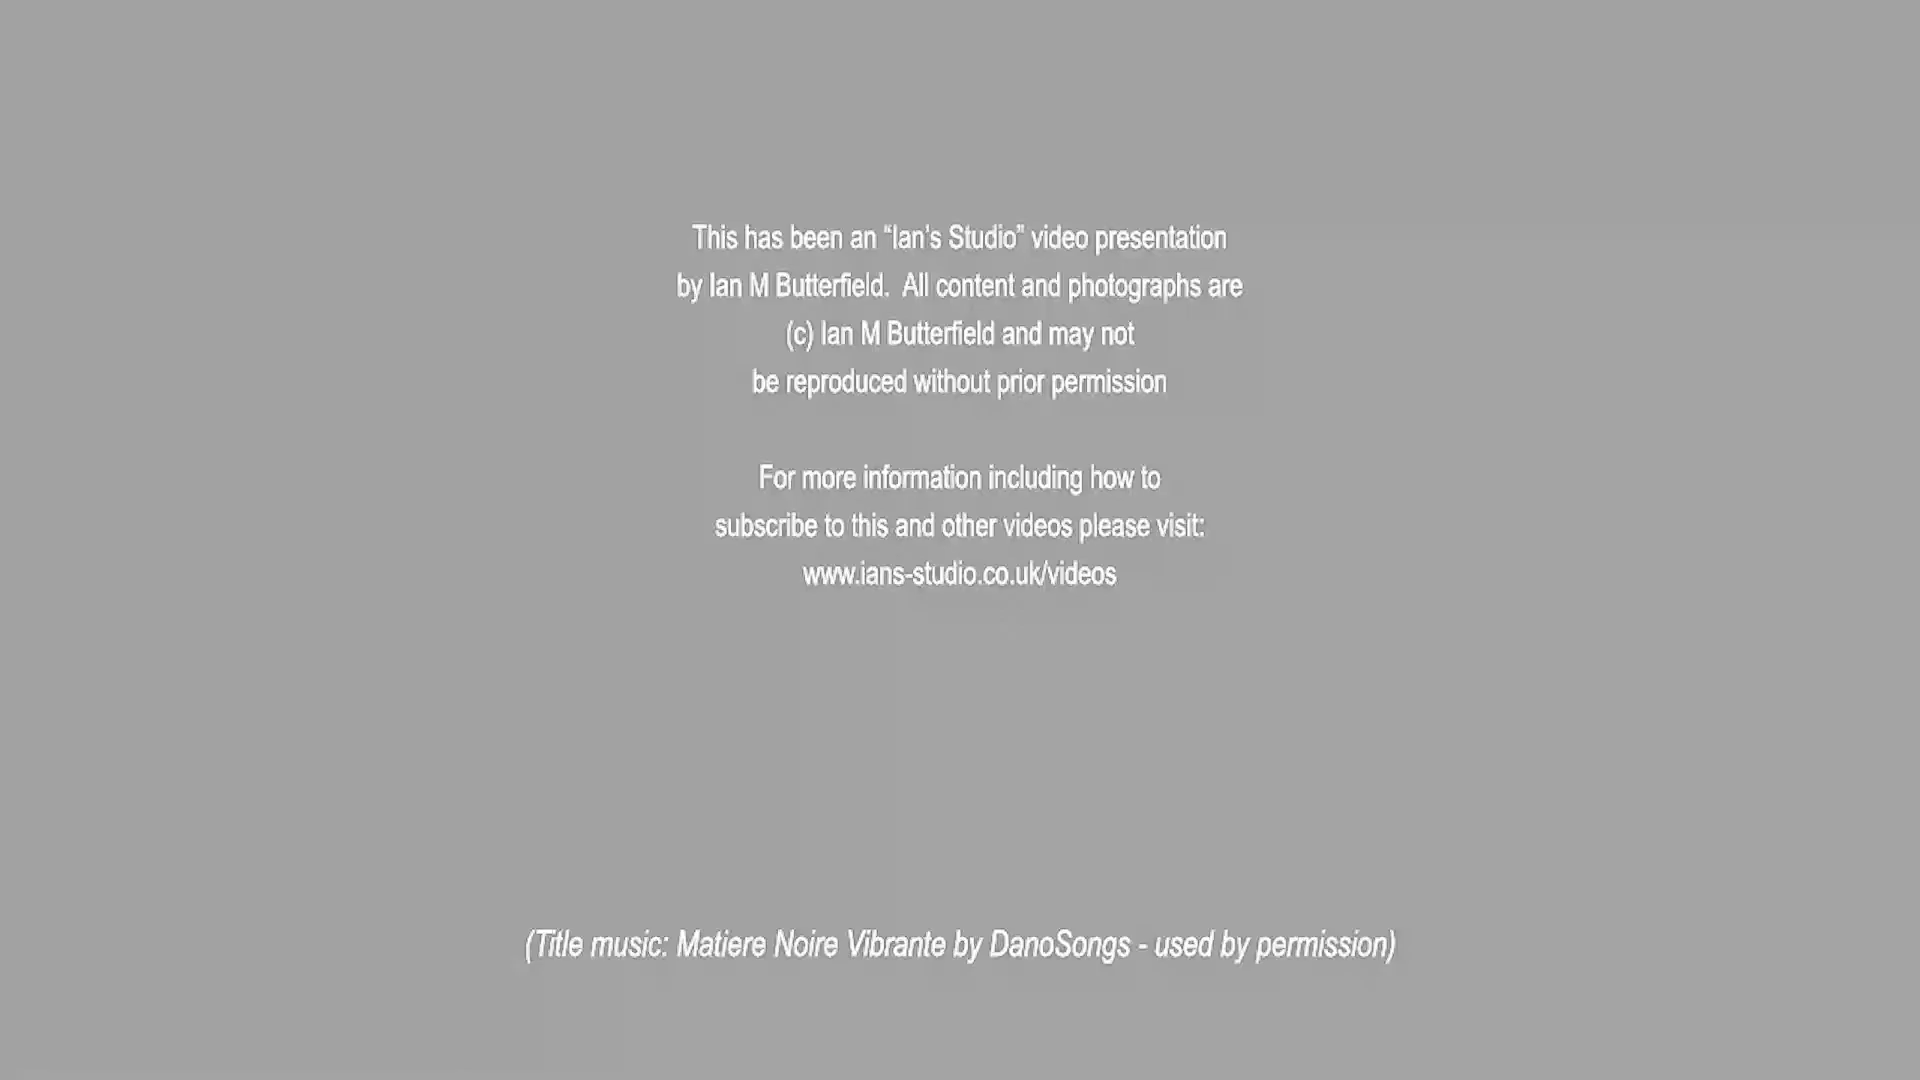 This has been an “Ian’s Studio” video presentation
by Ian M Butterfield.  All content and photographs are
(c) Ian M Butterfield and may not
be reproduced without prior permission
For more information including how to
subscribe to this and other videos please visit:
www.ians-studio.co.uk/videos
(Title music: Matiere Noire Vibrante by DanoSongs - used by permission)